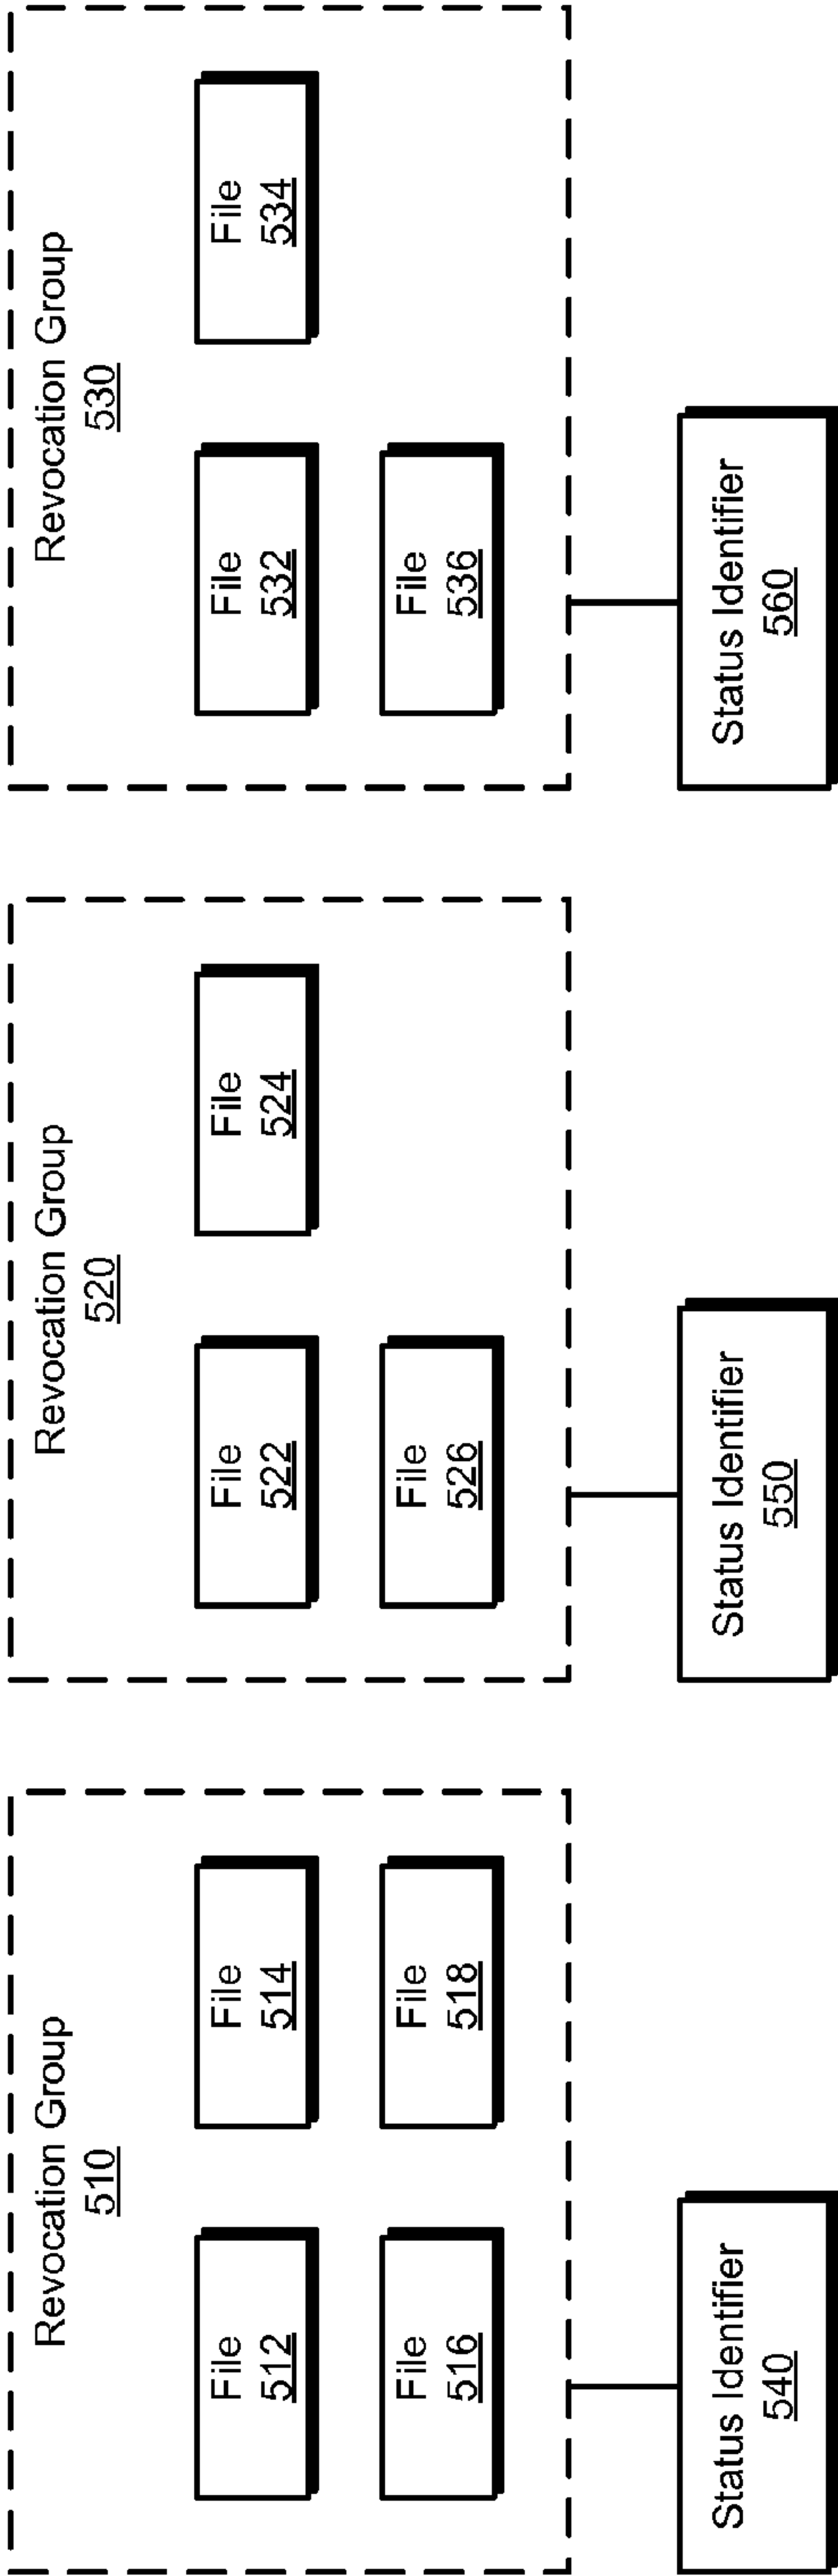 Revocation Group
510
File
512
File
514
File
516
File
518
Status Identifier
540
Revocation Group
520
File
522
File
524
File
526
Status Identifier
550
Revocation Group
530
File
532
File
534
File
536
Status Identifier
560